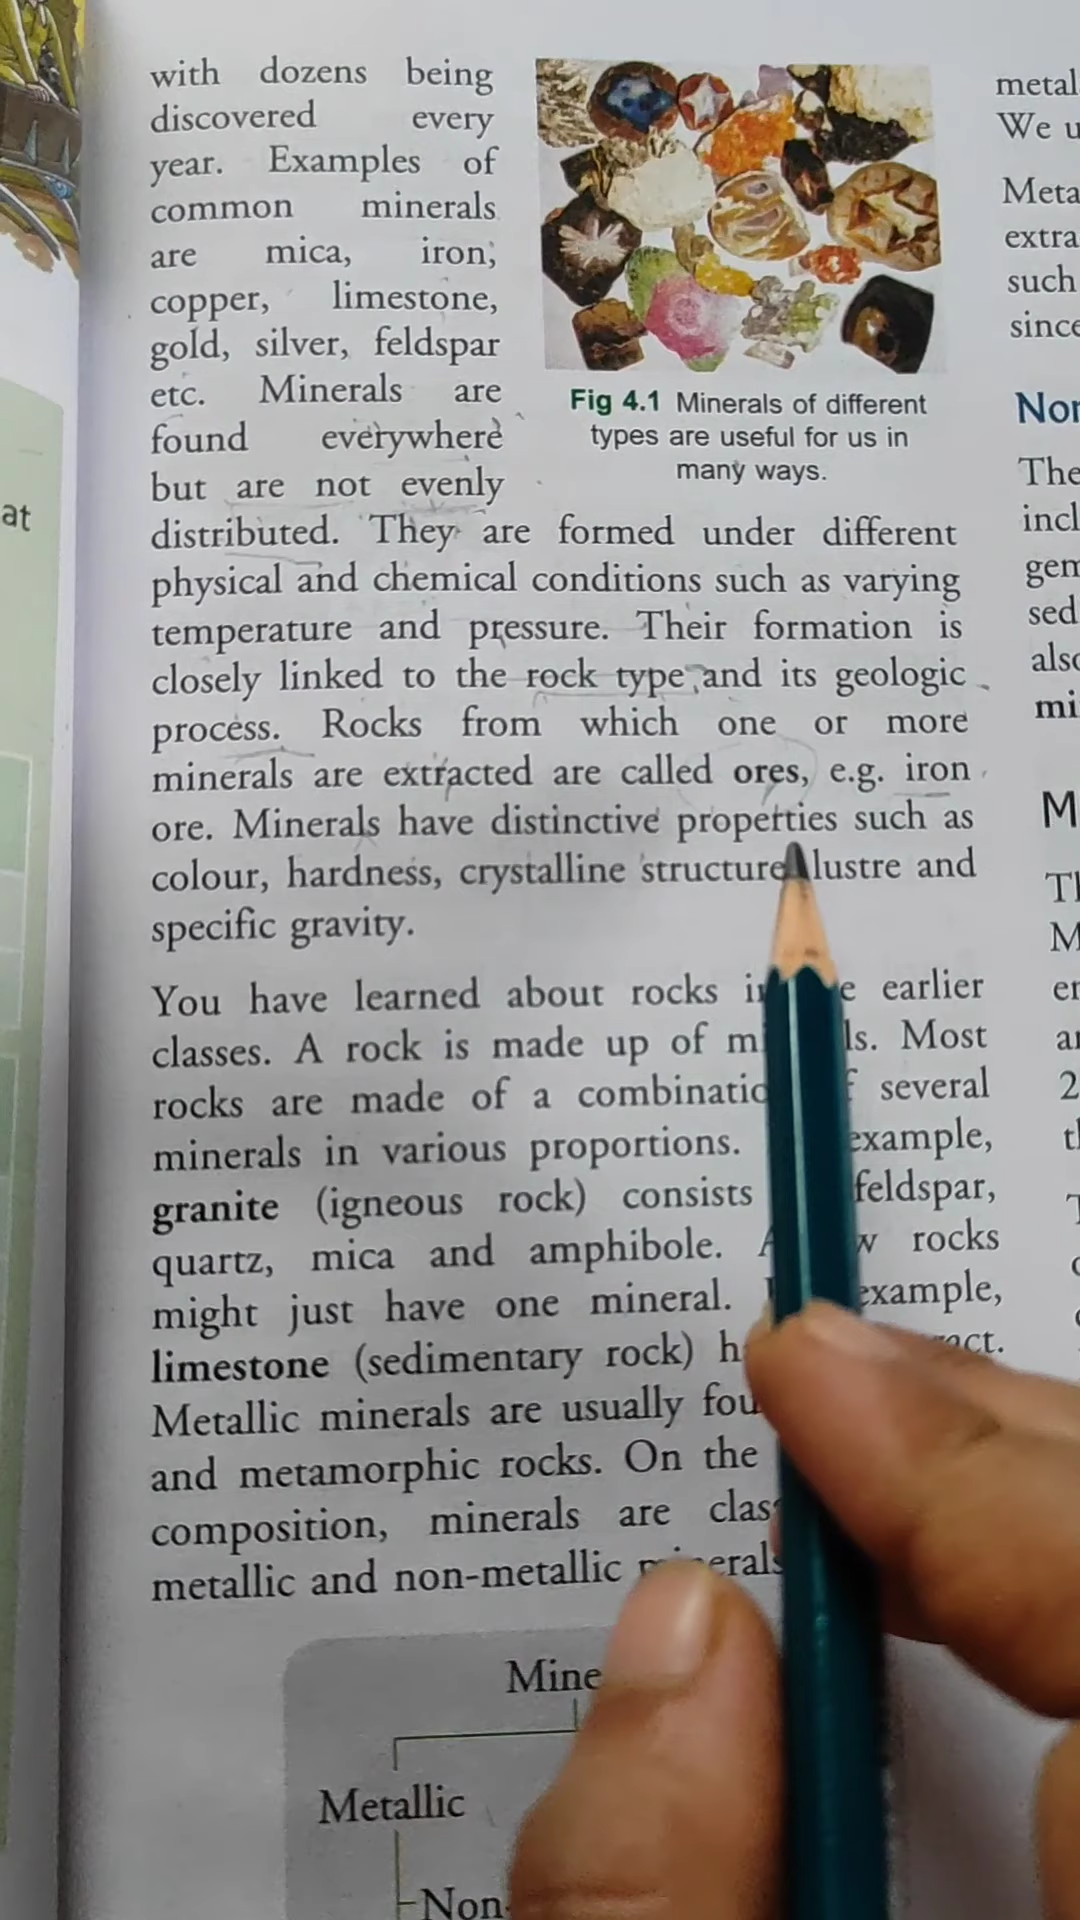 with dozens being
discovered every
year. Examples of
common minerals
are mica, iron,
copper, limestone,
gold, silver, feldspar
etc. Minerals are
found everywhere
but are not evenly
distributed. They are formed under different
physical and chemical conditions such as varying
temperature and pressure. Their formation is
closely linked to the rock type and its geologic
process. Rocks from which one or more
minerals are extracted are called ores, e.g. iron
ore. Minerals have distinctive properties such as
colour, hardness, crystalline structure lustre and
specific gravity.
Fig 4.1 Minerals of different
types are useful for us in
many ways.
You have learned about rocks earlier
classes. A rock is made up of Most
rocks are made of a several
minerals in various proportions. example,
granite (igneous rock) consists feldspar,
quartz, mica and amphibole. rocks
might just have one mineral. example,
limestone (sedimentary rock)
Metallic minerals are usually
and metamorphic rocks. On the
composition, minerals are
metallic and non-metallic
Metallic
at
metal
We u
Meta
extra
such
since
The
incl
gem
sed
also
mi
M